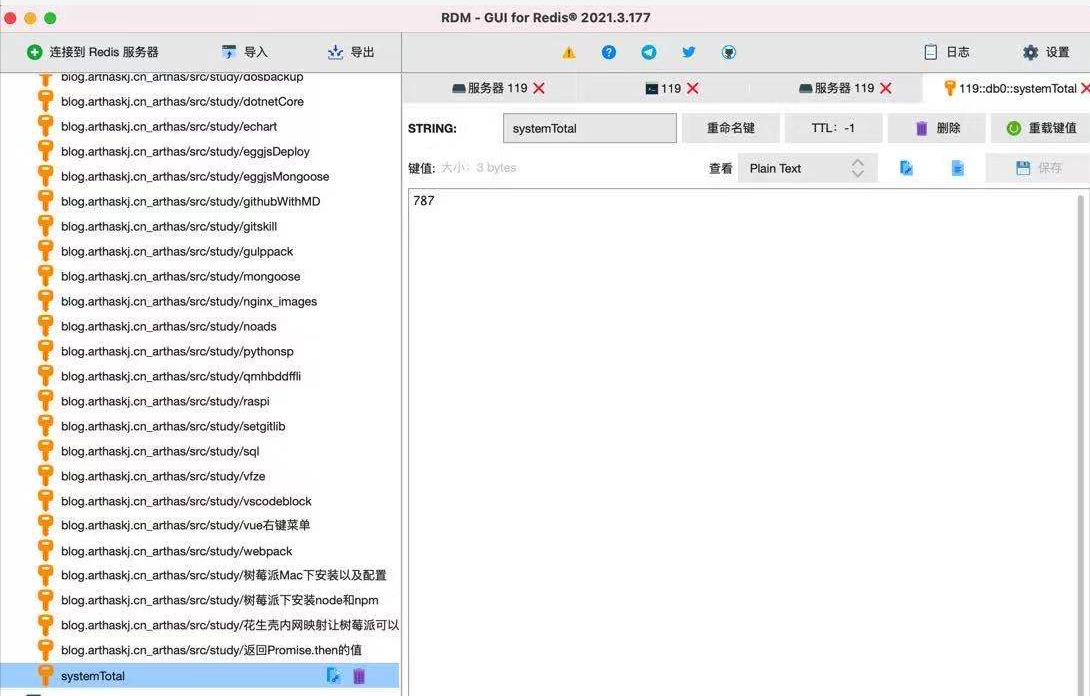 RDM - GUI for Redis® 2021.3.177
连接到 Redis 服务器 导入 导出 日志 设置
服务器 119 119 服务器 119 119::db0::systemTotal
STRING: systemTotal 重命名键 TTL: -1 删除 重载键值
键值: 大小: 3 bytes 查看 Plain Text 保存
787
blog.arthaskj.cn_arthas/src/study/dosbackup
blog.arthaskj.cn_arthas/src/study/dotnetCore
blog.arthaskj.cn_arthas/src/study/echart
blog.arthaskj.cn_arthas/src/study/eggjsDeploy
blog.arthaskj.cn_arthas/src/study/eggjsMongoose
blog.arthaskj.cn_arthas/src/study/githubWithMD
blog.arthaskj.cn_arthas/src/study/gitskill
blog.arthaskj.cn_arthas/src/study/gulppack
blog.arthaskj.cn_arthas/src/study/mongoose
blog.arthaskj.cn_arthas/src/study/nginx_images
blog.arthaskj.cn_arthas/src/study/noads
blog.arthaskj.cn_arthas/src/study/pythonsp
blog.arthaskj.cn_arthas/src/study/qmhbddffli
blog.arthaskj.cn_arthas/src/study/raspi
blog.arthaskj.cn_arthas/src/study/setgitlib
blog.arthaskj.cn_arthas/src/study/sql
blog.arthaskj.cn_arthas/src/study/vfze
blog.arthaskj.cn_arthas/src/study/vscodeblock
blog.arthaskj.cn_arthas/src/study/vue右键菜单
blog.arthaskj.cn_arthas/src/study/webpack
blog.arthaskj.cn_arthas/src/study/树莓派Mac下安装以及配置
blog.arthaskj.cn_arthas/src/study/树莓派下安装node和npm
blog.arthaskj.cn_arthas/src/study/花生壳内网映射让树莓派可以
blog.arthaskj.cn_arthas/src/study/返回Promise.then的值
systemTotal